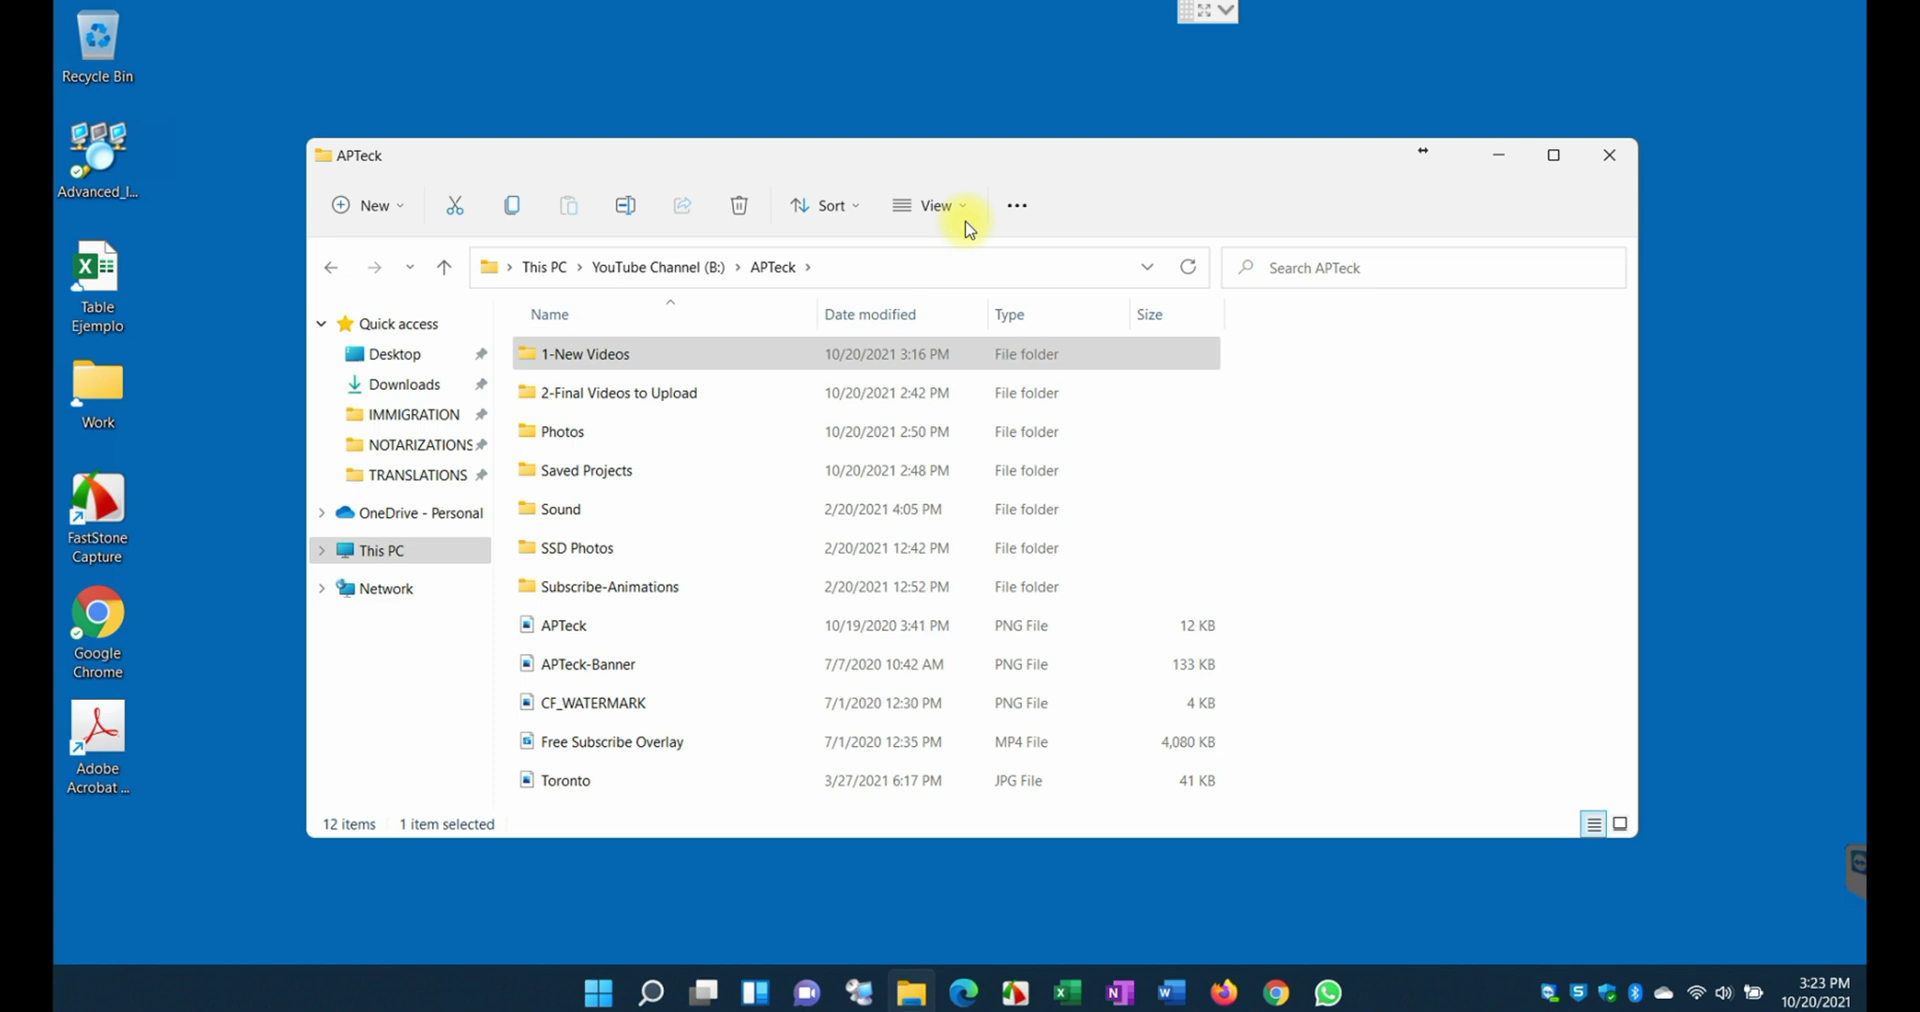 Recycle Bin
Advanced_I...
Table
Ejemplo
Work
FastStone
Capture
Google
Chrome
Adobe
Acrobat ...
APTeck
New
Sort
View
This PC > YouTube Channel (B:) > APTeck >
Search APTeck
Quick access
Desktop
Downloads
IMMIGRATION
NOTARIZATIONS
TRANSLATIONS
OneDrive - Personal
This PC
Network
Name Date modified Type Size
1-New Videos 10/20/2021 3:16 PM File folder
2-Final Videos to Upload 10/20/2021 2:42 PM File folder
Photos 10/20/2021 2:50 PM File folder
Saved Projects 10/20/2021 2:48 PM File folder
Sound 2/20/2021 4:05 PM File folder
SSD Photos 2/20/2021 12:42 PM File folder
Subscribe-Animations 2/20/2021 12:52 PM File folder
APTeck 10/19/2020 3:41 PM PNG File 12 KB
APTeck-Banner 7/7/2020 10:42 AM PNG File 133 KB
CF_WATERMARK 7/1/2020 12:30 PM PNG File 4 KB
Free Subscribe Overlay 7/1/2020 12:35 PM MP4 File 4,080 KB
Toronto 3/27/2021 6:17 PM JPG File 41 KB
12 items 1 item selected
3:23 PM
10/20/2021